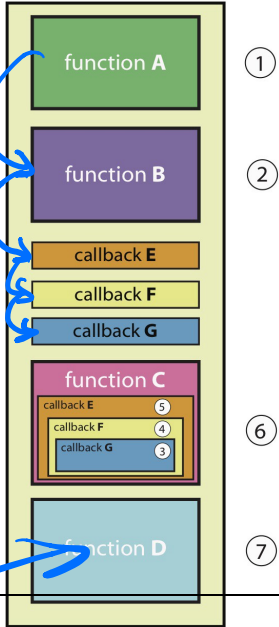 function A
1
function B
2
callback E
callback F
callback G
function C
callback E
5
callback F
4
callback G
3
6
function D
7